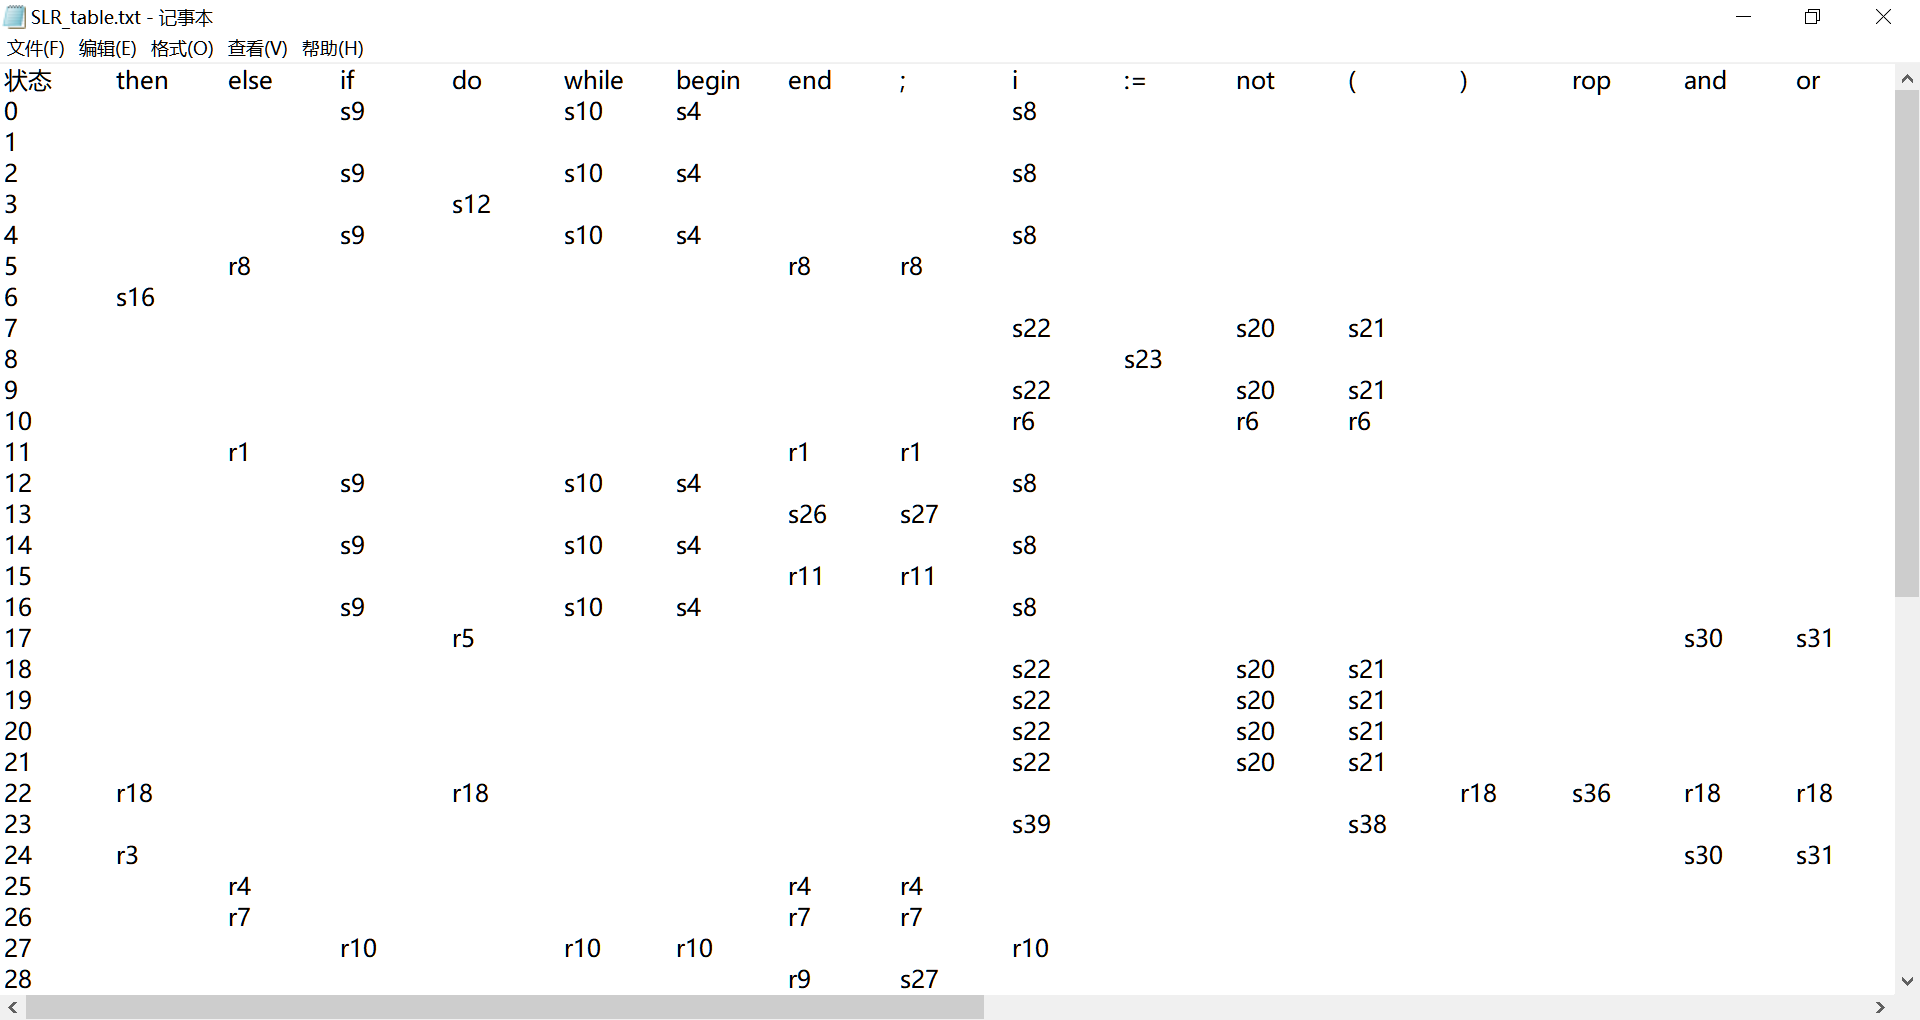 SLR_table.txt - 记事本
文件(F) 编辑(E) 格式(O) 查看(V) 帮助(H)
状态 then else if do while begin end ; i := not ( ) rop and or
0 s9 s10 s4 s8
1
2 s9 s10 s4 s8
3 s12
4 s9 s10 s4 s8
5 r8 r8 r8
6 s16
7 s22 s20 s21
8 s23
9 s22 s20 s21
10 r6 r6 r6
11 r1 r1 r1
12 s9 s10 s4 s8
13 s26 s27
14 s9 s10 s4 s8
15 r11 r11
16 s9 s10 s4 s8
17 r5 s30 s31
18 s22 s20 s21
19 s22 s20 s21
20 s22 s20 s21
21 s22 s20 s21
22 r18 r18 r18 s36 r18 r18
23 s39 s38
24 r3 s30 s31
25 r4 r4 r4
26 r7 r7 r7
27 r10 r10 r10 r10
28 r9 s27